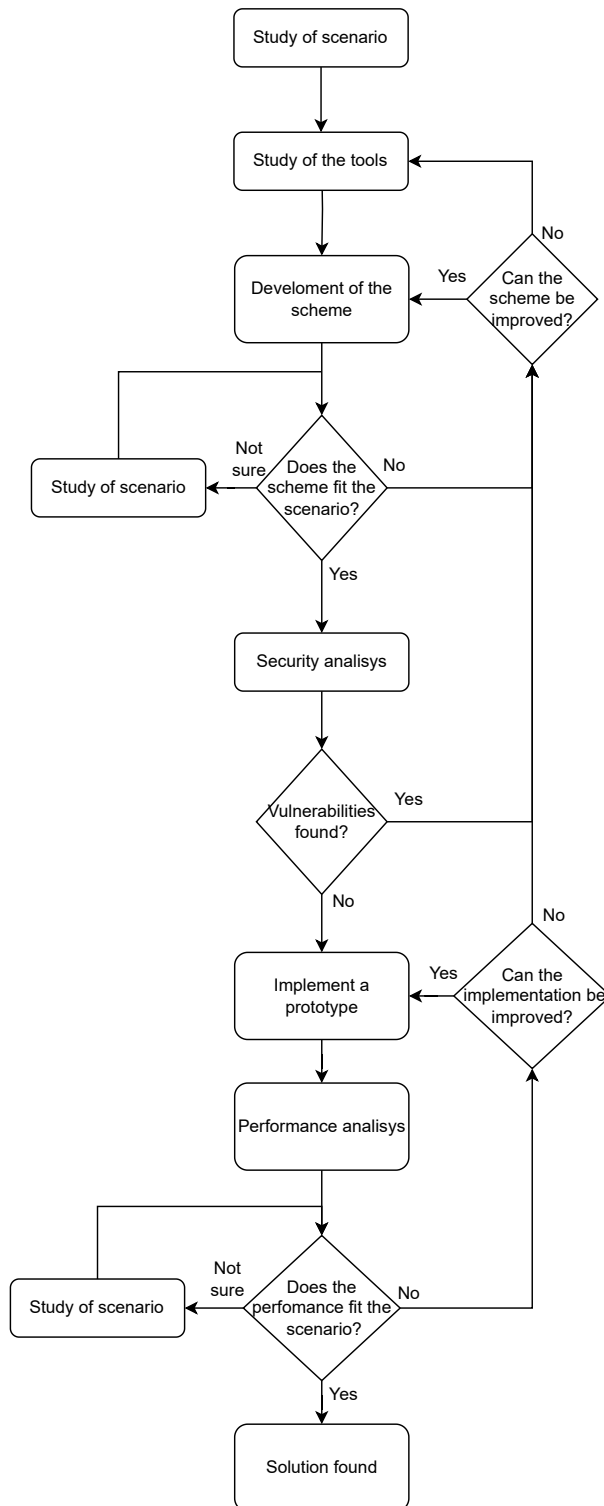 Study of scenario
Study of the tools
No
Yes
Can the
scheme be
improved?
Develoment of the
scheme
Not
sure
Does the
scheme fit the
scenario?
No
Study of scenario
Yes
Security analisys
Vulnerabilities
found?
Yes
No
No
Implement a
prototype
Yes
Can the
implementation be
improved?
Performance analisys
Not
sure
Does the
perfomance fit the
scenario?
No
Study of scenario
Yes
Solution found